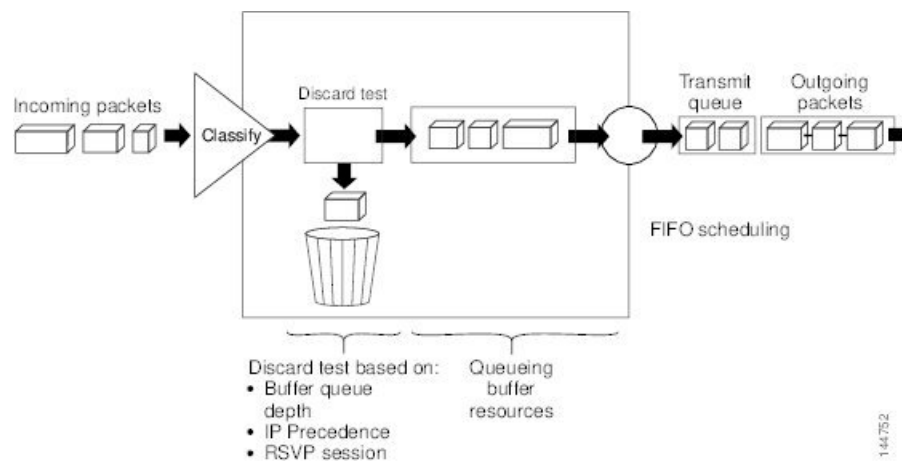 Incoming packets
Classify
Discard test
Transmit
queue
Outgoing
packets
FIFO scheduling
Discard test based on:
• Buffer queue
depth
• IP Precedence
• RSVP session
Queueing
buffer
resources
144752